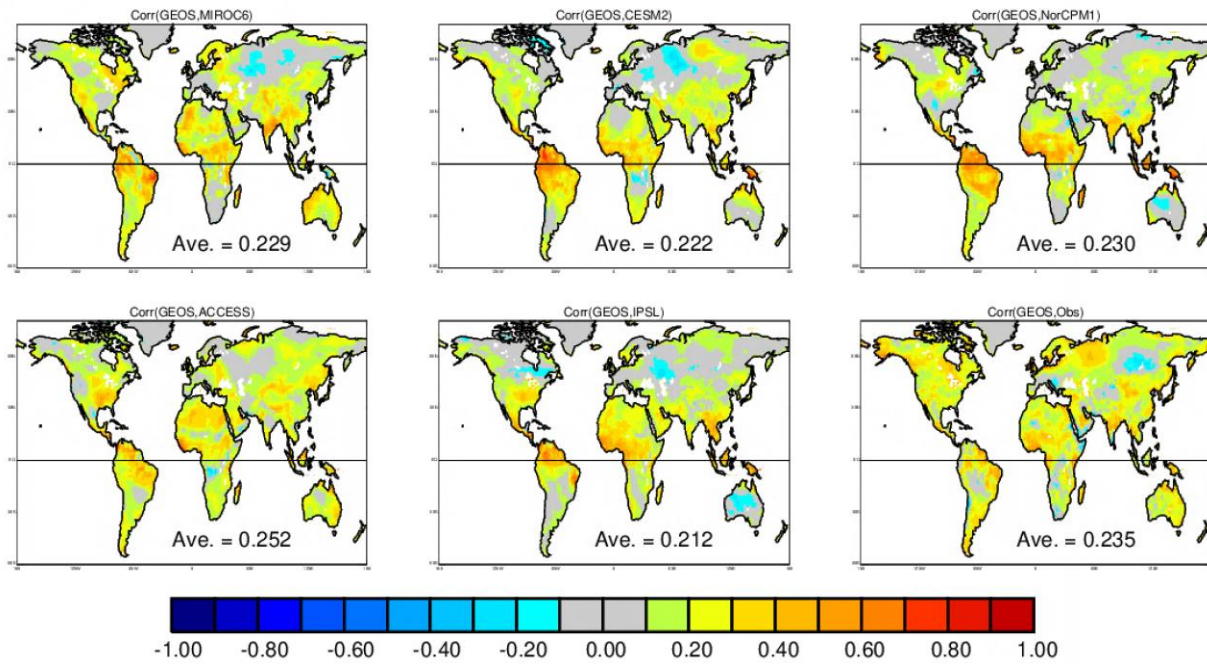 Corr(GEOS,MIROC6)
Corr(GEOS,CESM2)
Corr(GEOS,NorCPM1)
Ave. = 0.229
Ave. = 0.222
Ave. = 0.230
Corr(GEOS,ACCESS)
Corr(GEOS,IPSL)
Corr(GEOS,Obs)
Ave. = 0.252
Ave. = 0.212
Ave. = 0.235
-1.00 -0.80 -0.60 -0.40 -0.20 0.00 0.20 0.40 0.60 0.80 1.00